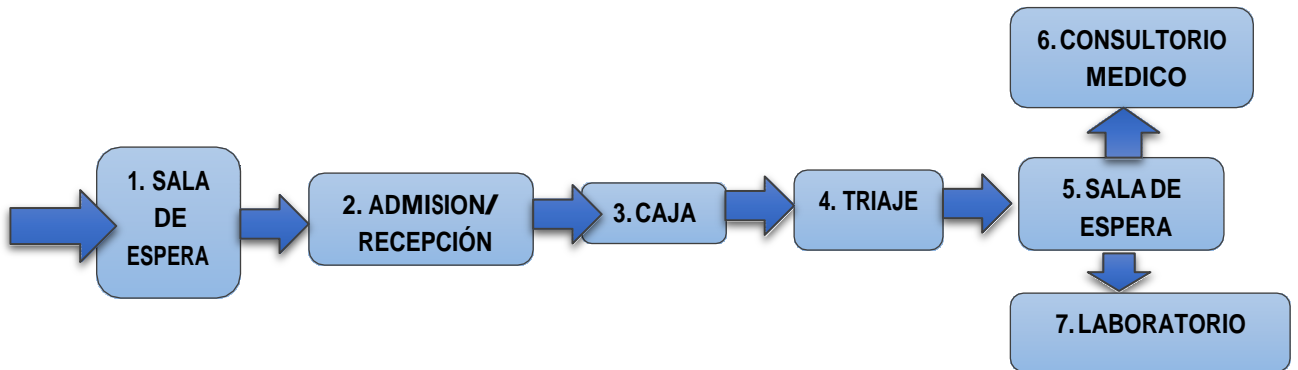 1. SALA
DE
ESPERA
2. ADMISION/
RECEPCIÓN
3. CAJA
4. TRIAJE
5. SALA DE
ESPERA
6. CONSULTORIO
MEDICO
7. LABORATORIO